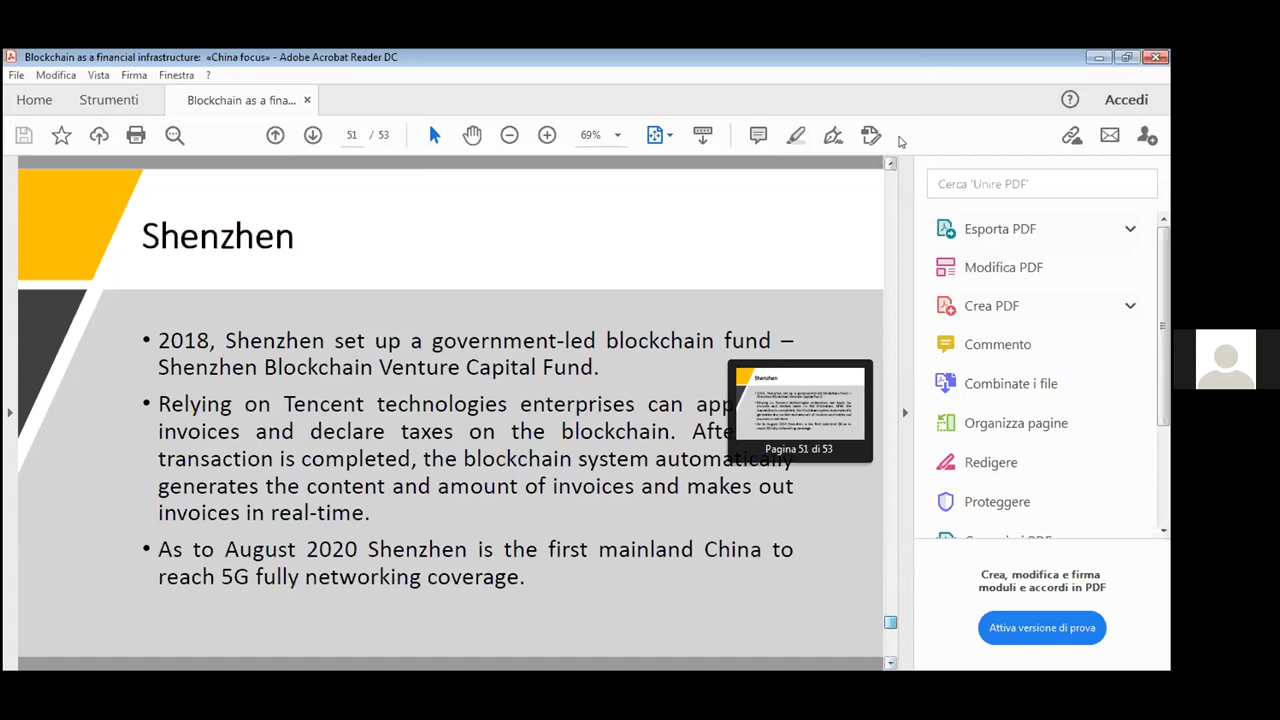 Blockchain as a financial infrastructure: «China focus» - Adobe Acrobat Reader DC
File Modifica Vista Firma Finestra ?
Home Strumenti Blockchain as a fina... × Accedi
51 / 53 69%
Cerca 'Unire PDF'
Esporta PDF
Modifica PDF
Crea PDF
Commento
Combinate i file
Organizza pagine
Redigere
Proteggere
Crea, modifica e firma
moduli e accordi in PDF
Attiva versione di prova
Shenzhen
• 2018, Shenzhen set up a government-led blockchain fund –
Shenzhen Blockchain Venture Capital Fund.
• Relying on Tencent technologies enterprises can app
invoices and declare taxes on the blockchain. Afte
transaction is completed, the blockchain system automatically
generates the content and amount of invoices and makes out
invoices in real-time.
• As to August 2020 Shenzhen is the first mainland China to
reach 5G fully networking coverage.
Shenzhen
Pagina 51 di 53